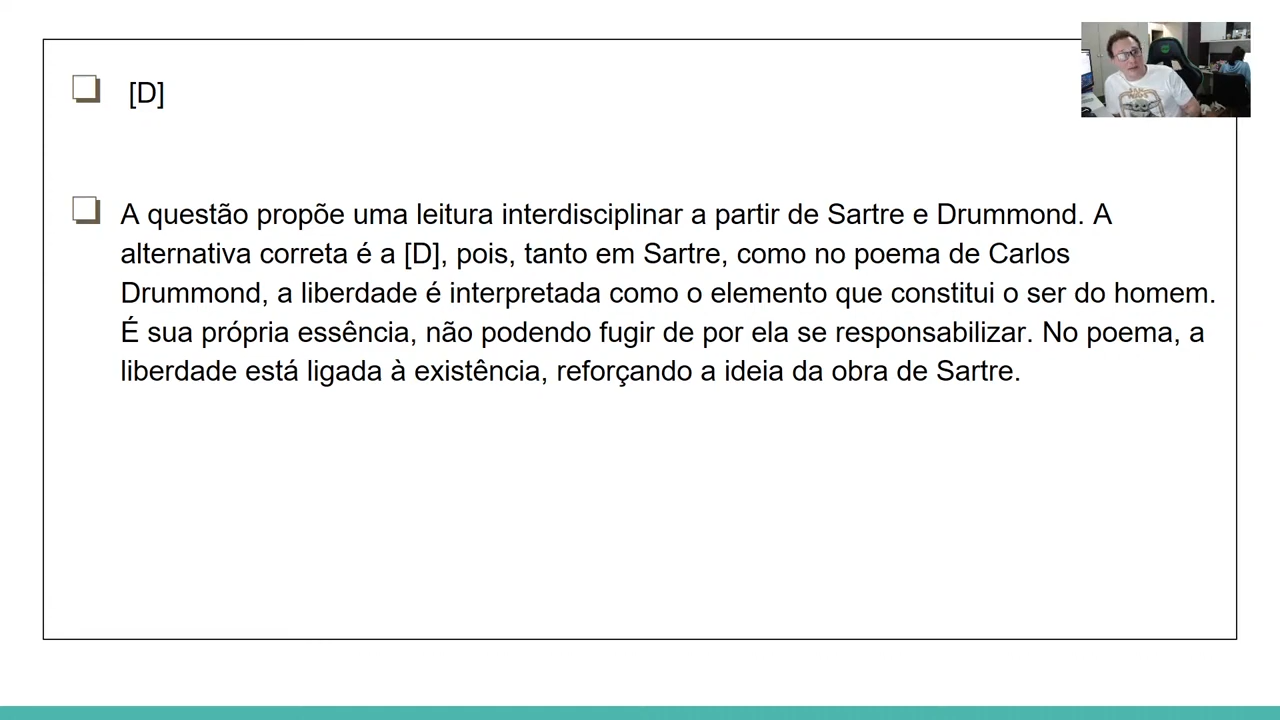 [D]
A questão propõe uma leitura interdisciplinar a partir de Sartre e Drummond. A
alternativa correta é a [D], pois, tanto em Sartre, como no poema de Carlos
Drummond, a liberdade é interpretada como o elemento que constitui o ser do homem.
É sua própria essência, não podendo fugir de por ela se responsabilizar. No poema, a
liberdade está ligada à existência, reforçando a ideia da obra de Sartre.